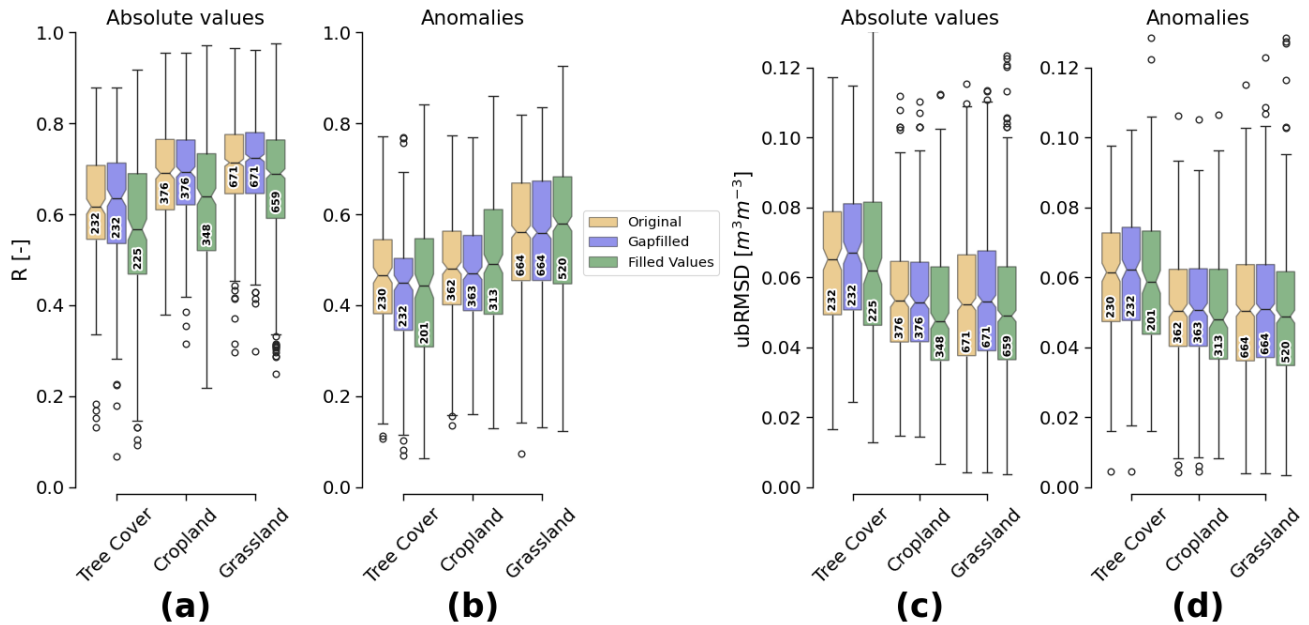 Absolute values
Anomalies
Absolute values
Anomalies
R [-]
1.0
0.8
0.6
0.4
0.2
0.0
232
232
225
376
376
348
671
671
659
Tree Cover
Cropland
Grassland
(a)
1.0
0.8
0.6
0.4
0.2
0.0
230
232
201
362
363
313
664
664
520
Tree Cover
Cropland
Grassland
(b)
Original
Gapfilled
Filled Values
ubRMSD [m³m⁻³]
0.12
0.10
0.08
0.06
0.04
0.02
0.00
232
232
225
376
376
348
671
671
659
Tree Cover
Cropland
Grassland
(c)
0.12
0.10
0.08
0.06
0.04
0.02
0.00
230
232
201
362
363
313
664
664
520
Tree Cover
Cropland
Grassland
(d)